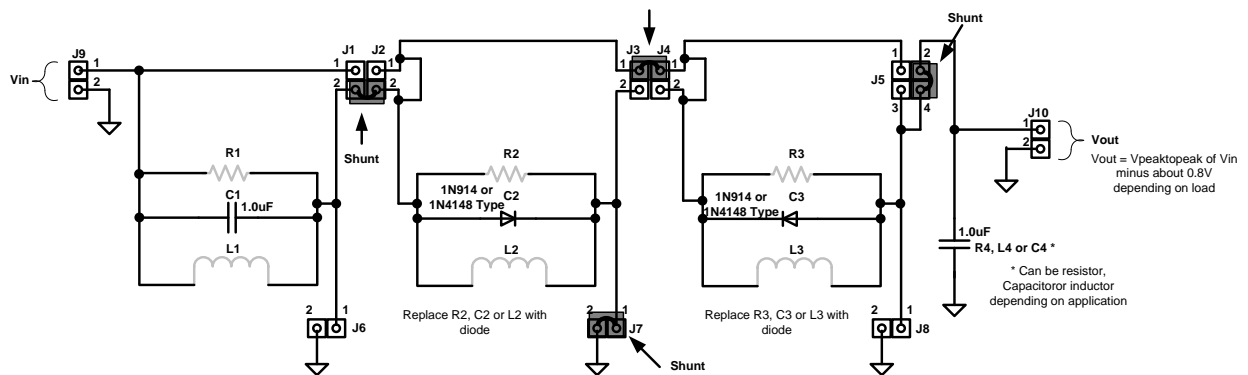 Shunt
J9
J1 J2
J3 J4
1 2
Vin
1
2
1 1
2 2
1 1
2 2
J5
3 4
J10
1
2
Vout
Vout = Vpeaktopeak of Vin
minus about 0.8V
depending on load
Shunt
R1
C1
1.0uF
L1
R2
1N914 or
1N4148 Type
C2
L2
R3
1N914 or
1N4148 Type
C3
L3
1.0uF
R4, L4 or C4 *
* Can be resistor,
Capacitoror inductor
depending on application
2 1
J6
Replace R2, C2 or L2 with
diode
2 1
J7
Shunt
Replace R3, C3 or L3 with
diode
2 1
J8